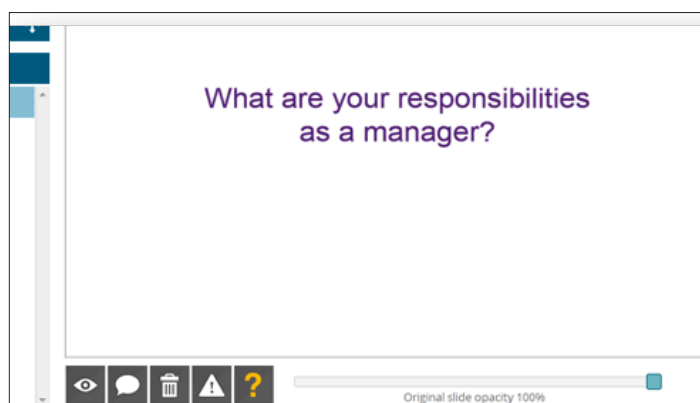 What are your responsibilities
as a manager?
?
Original slide opacity 100%